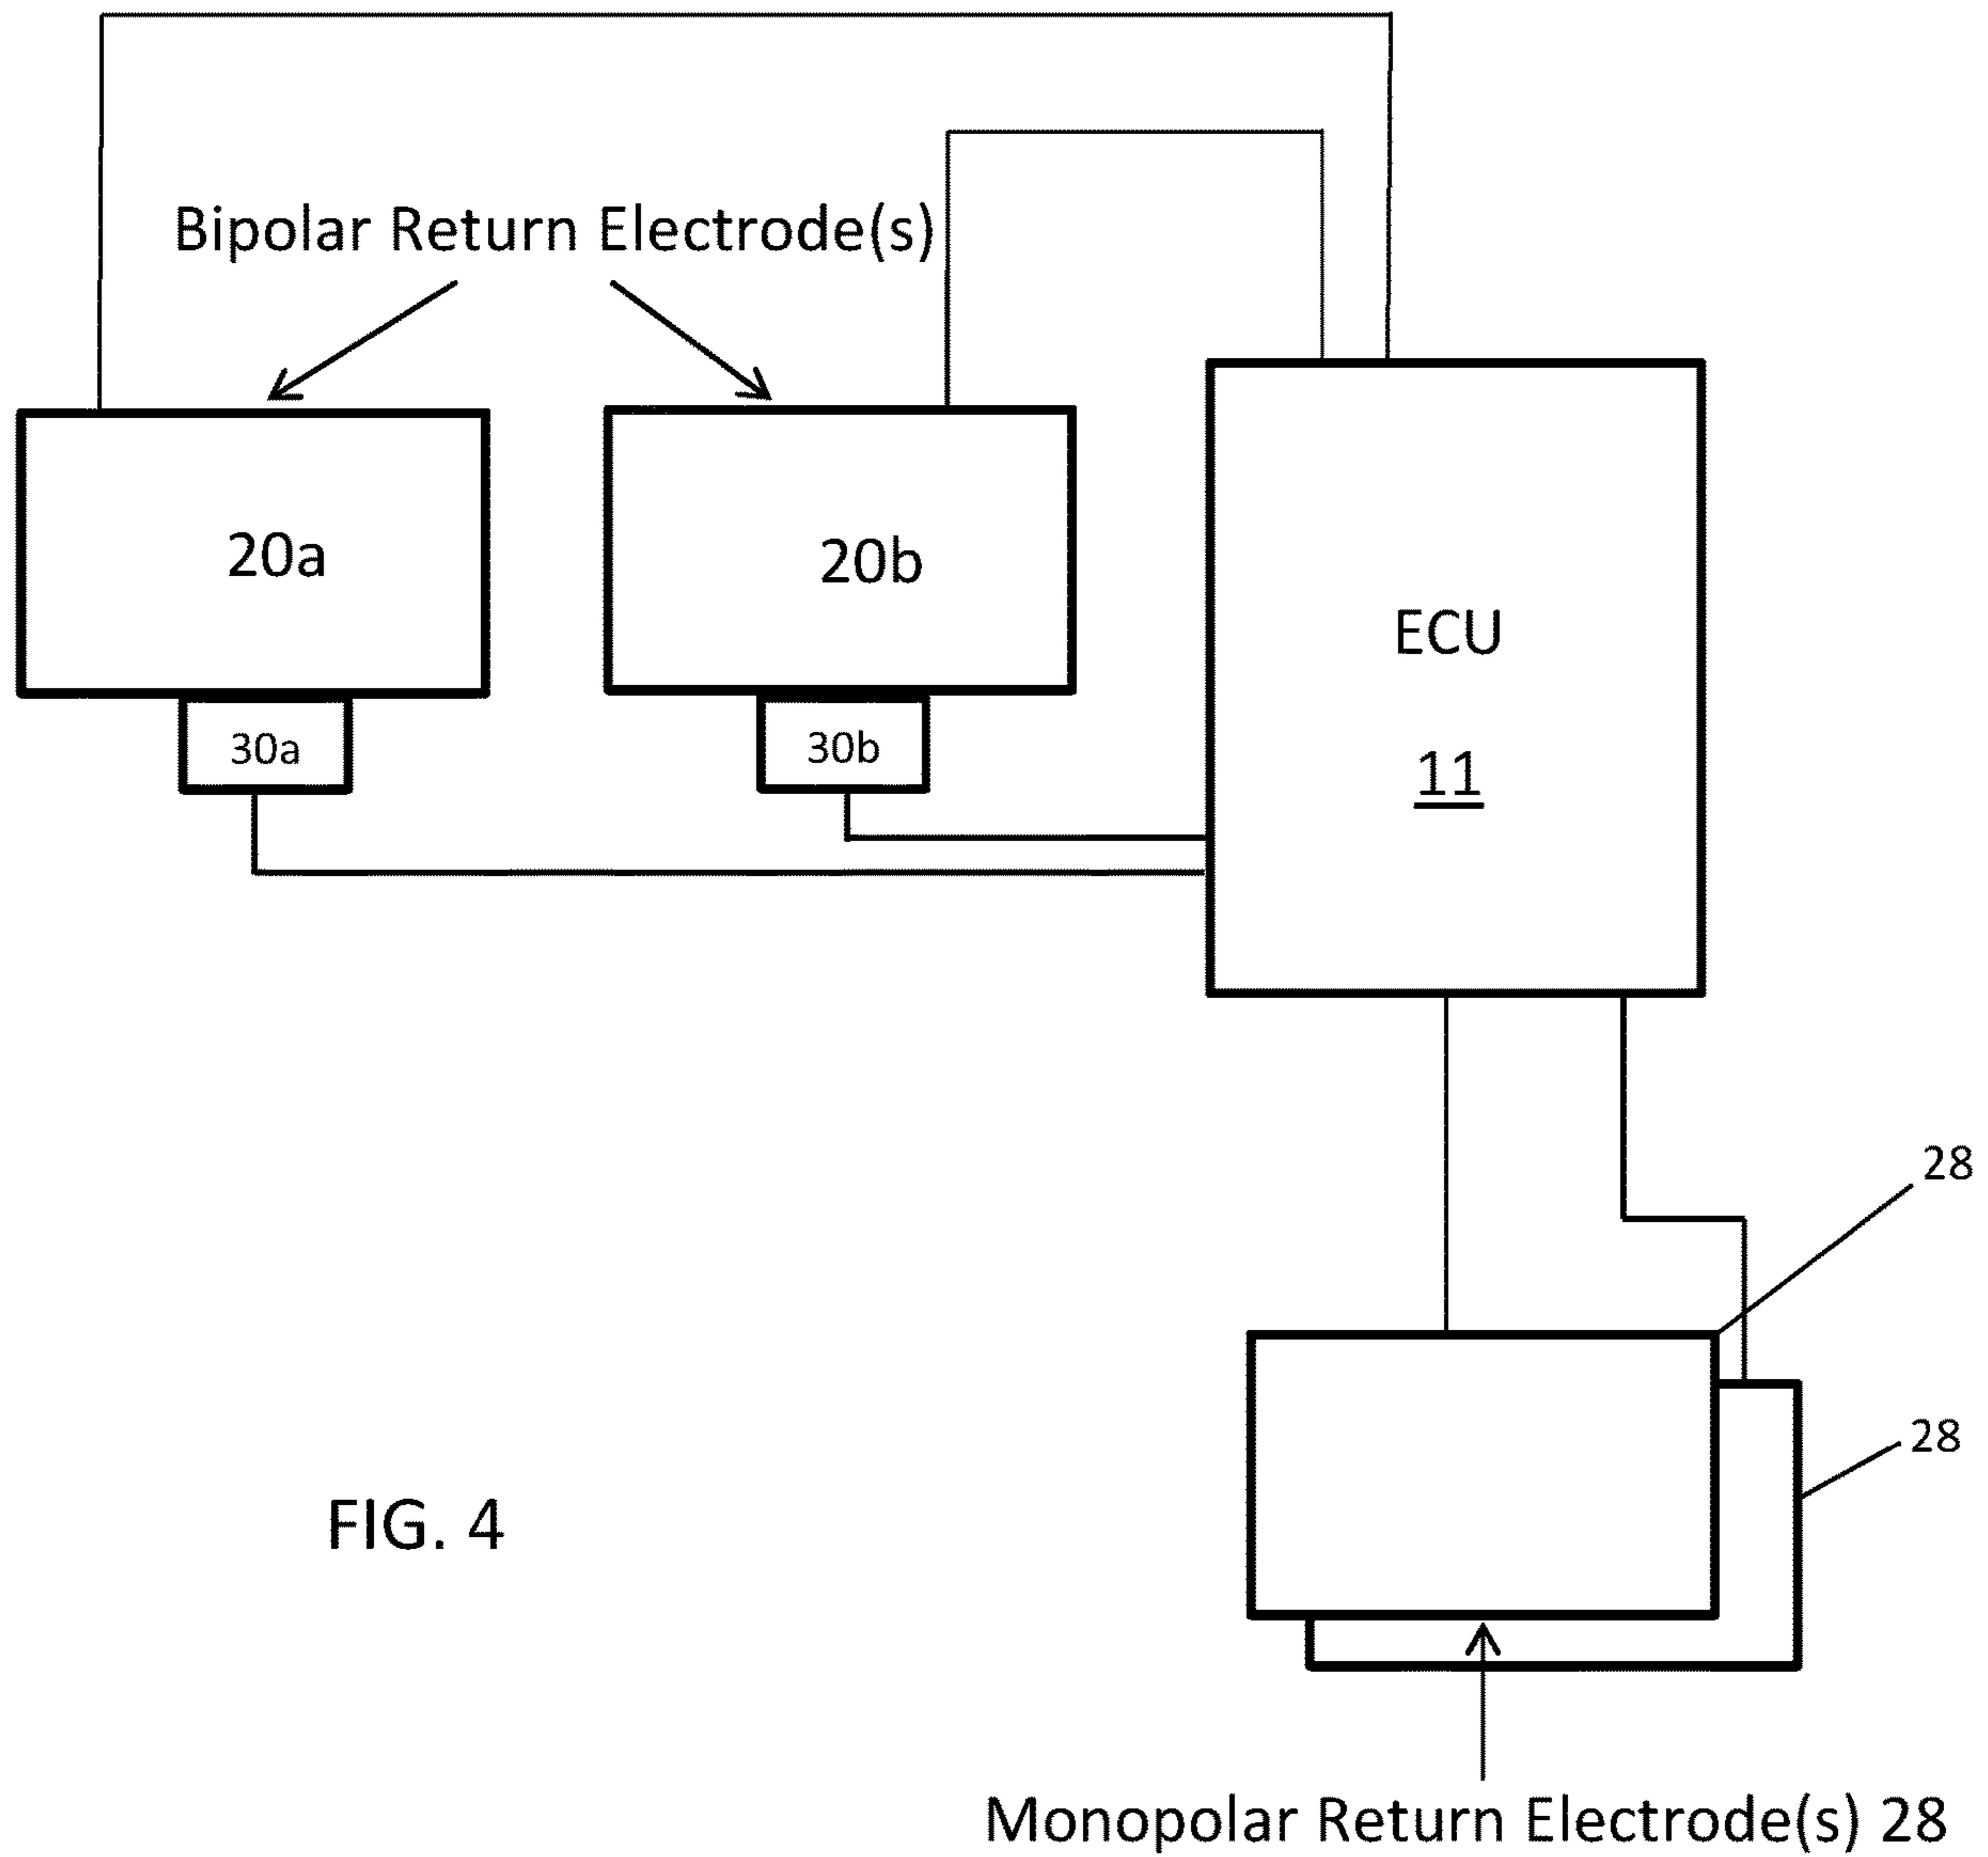 Bipolar Return Electrode(s)
20a
20b
ECU
30a
30b
11
28
28
FIG. 4
Monopolar Return Electrode(s) 28